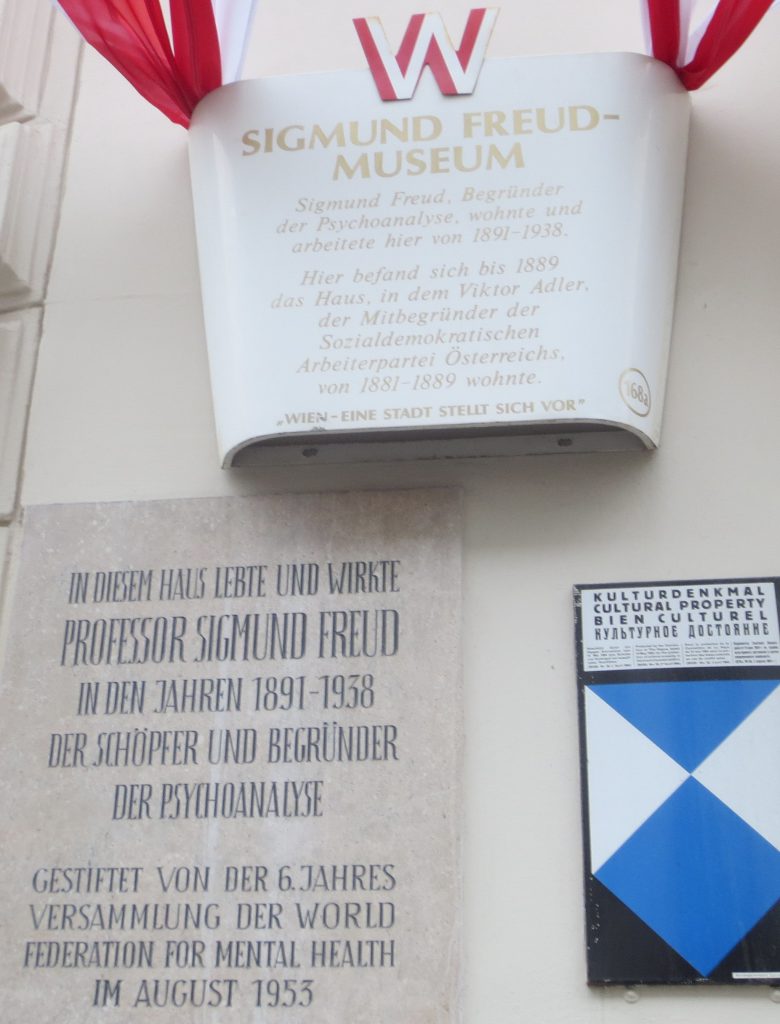 W
SIGMUND FREUD-
MUSEUM
Sigmund Freud, Begründer
der Psychoanalyse, wohnte und
arbeitete hier von 1891-1938.
Hier befand sich bis 1889
das Haus, in dem Viktor Adler,
der Mitbegründer der
Sozialdemokratischen
Arbeiterpartei Österreichs,
von 1881-1889 wohnte.
„WIEN - EINE STADT STELLT SICH VOR"
168a
IN DIESEM HAUS LEBTE UND WIRKTE
PROFESSOR SIGMUND FREUD
IN DEN JAHREN 1891-1938
DER SCHÖPFER UND BEGRÜNDER
DER PSYCHOANALYSE
GESTIFTET VON DER 6. JAHRES
VERSAMMLUNG DER WORLD
FEDERATION FOR MENTAL HEALTH
IM AUGUST 1953
KULTURDENKMAL
CULTURAL PROPERTY
BIEN CULTUREL
КУЛЬТУРНОЕ ДОСТОЯНИЕ